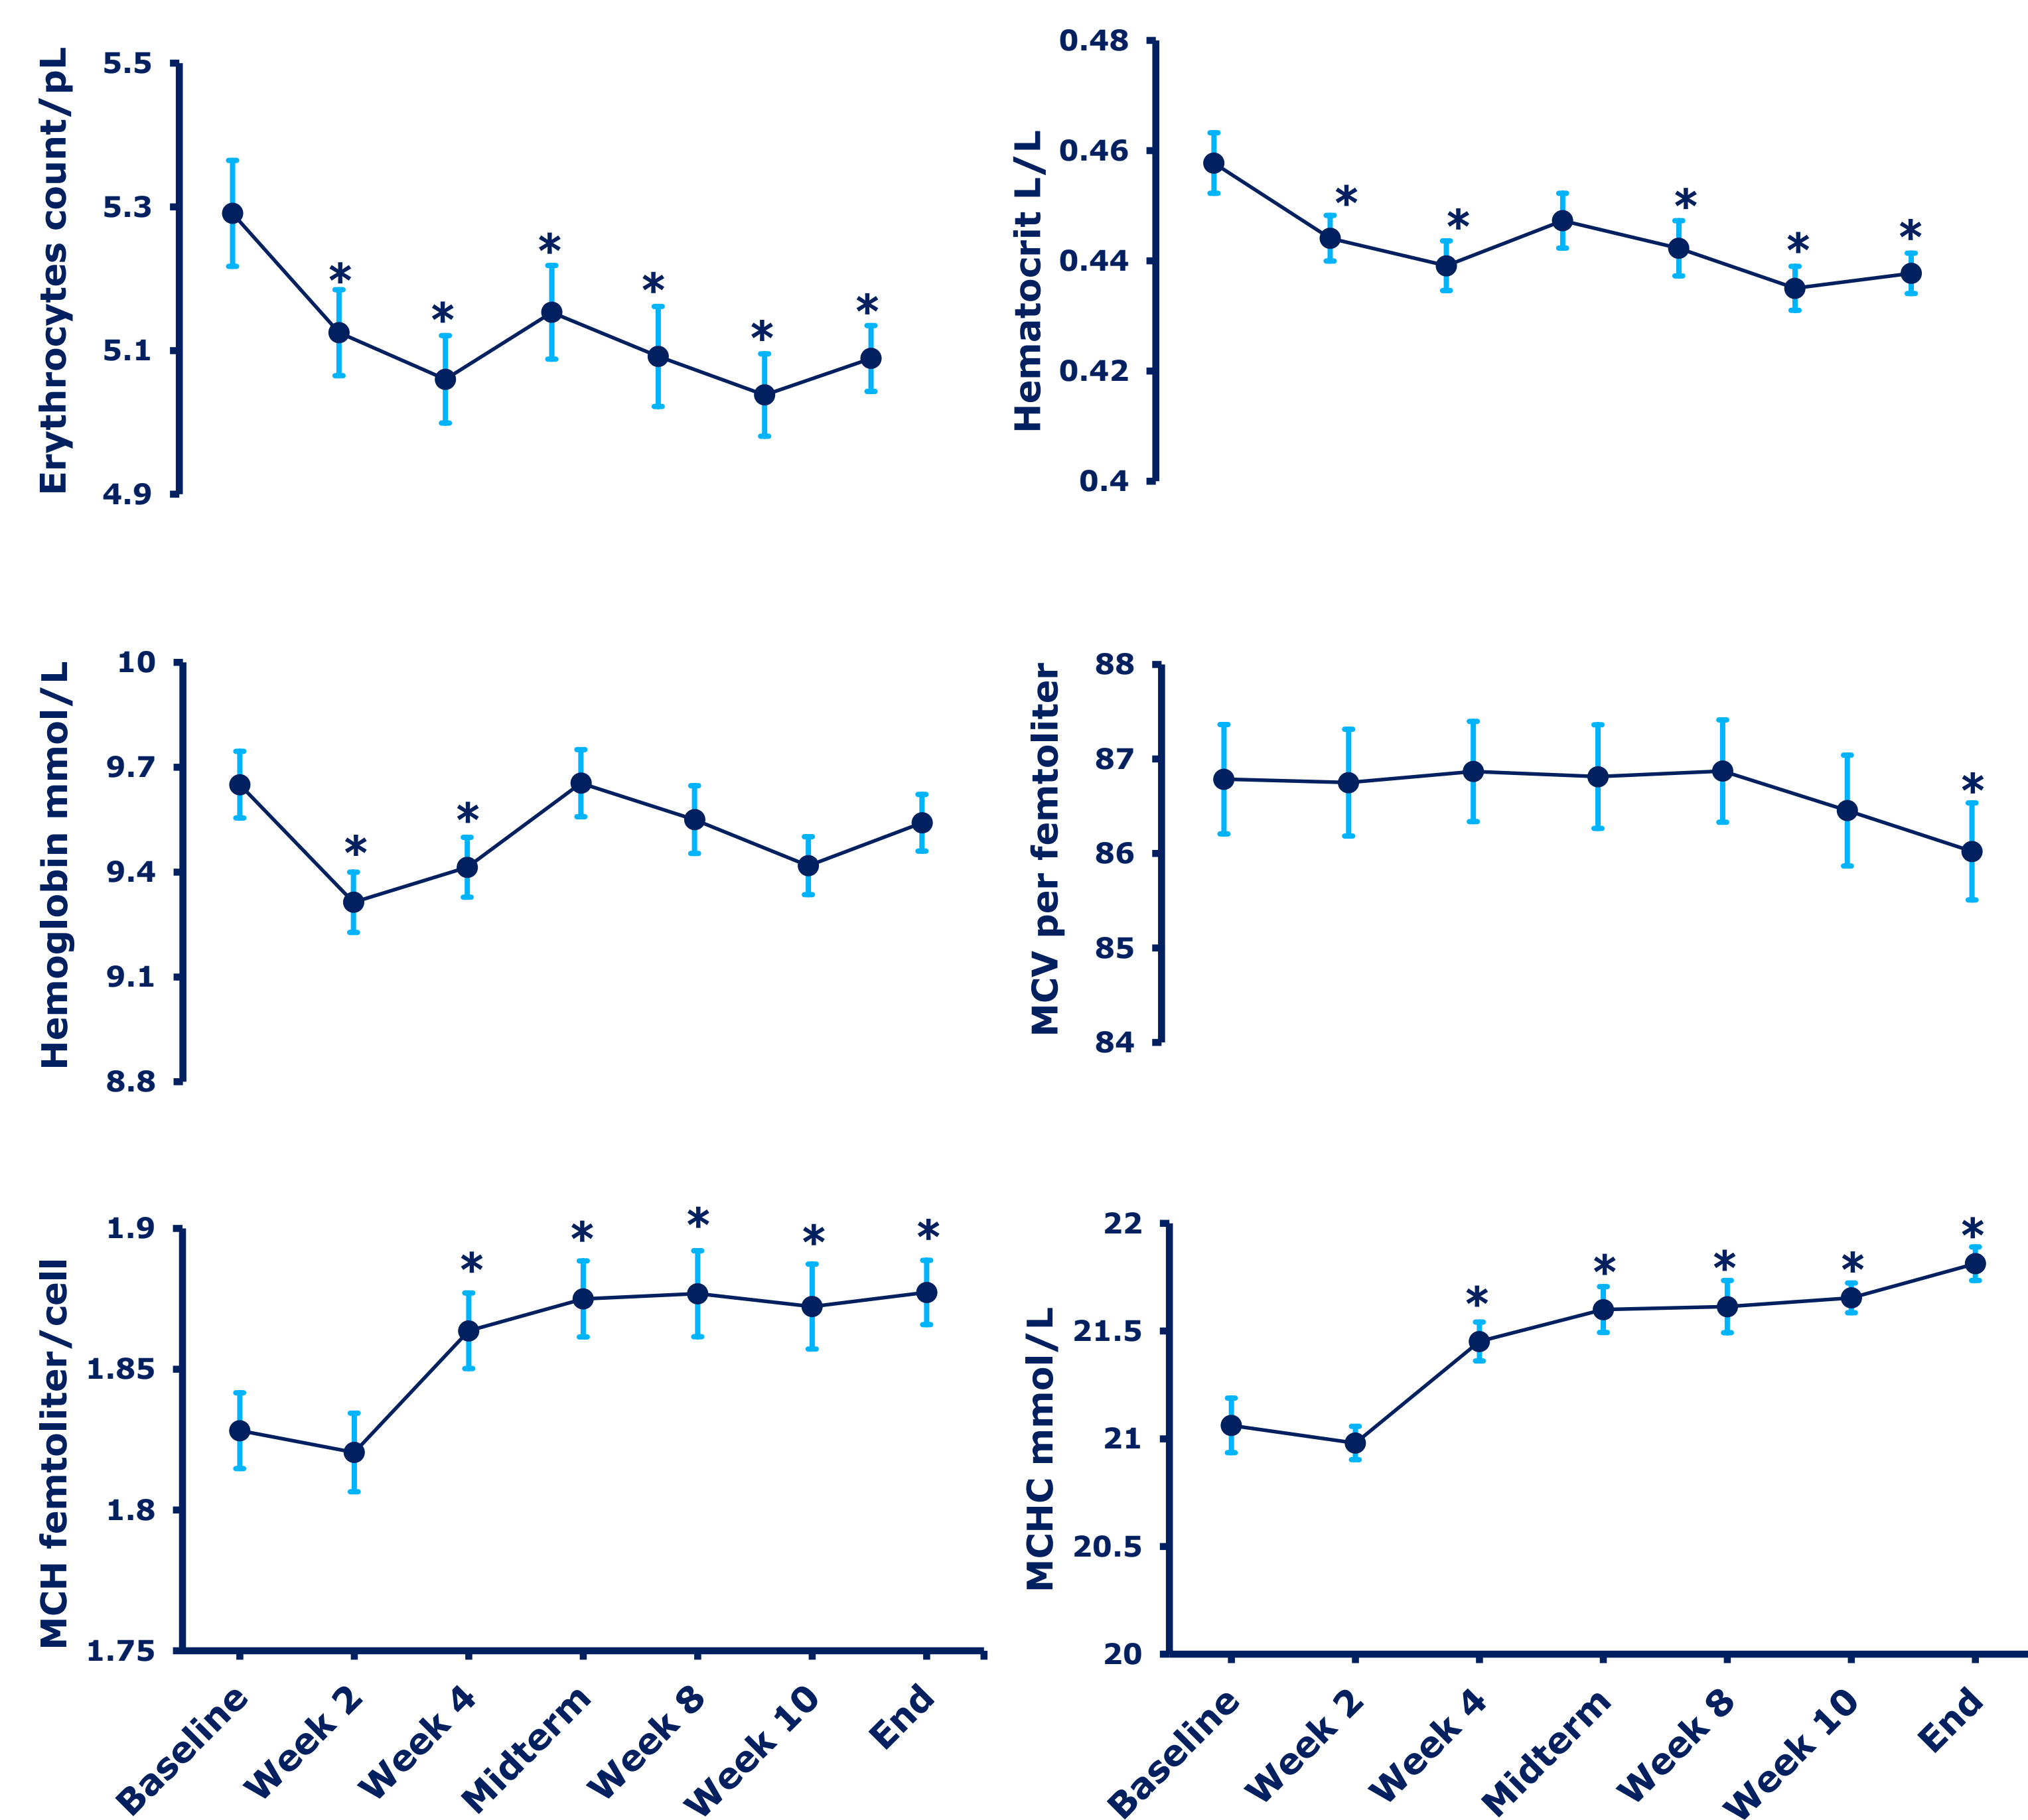 Erythrocytes count/pL
5.5
5.3
5.1
4.9
*
*
*
*
*
*
Hematocrit L/L
0.48
0.46
0.44
0.42
0.4
*
*
*
*
*
Hemoglobin mmol/L
10
9.7
9.4
9.1
8.8
*
*
MCV per femtoliter
88
87
86
85
84
*
MCH femtoliter/cell
1.9
1.85
1.8
1.75
*
*
*
*
*
Baseline
Week 2
Week 4
Midterm
Week 8
Week 10
End
MCHC mmol/L
22
21.5
21
20.5
20
*
*
*
*
*
Baseline
Week 2
Week 4
Midterm
Week 8
Week 10
End